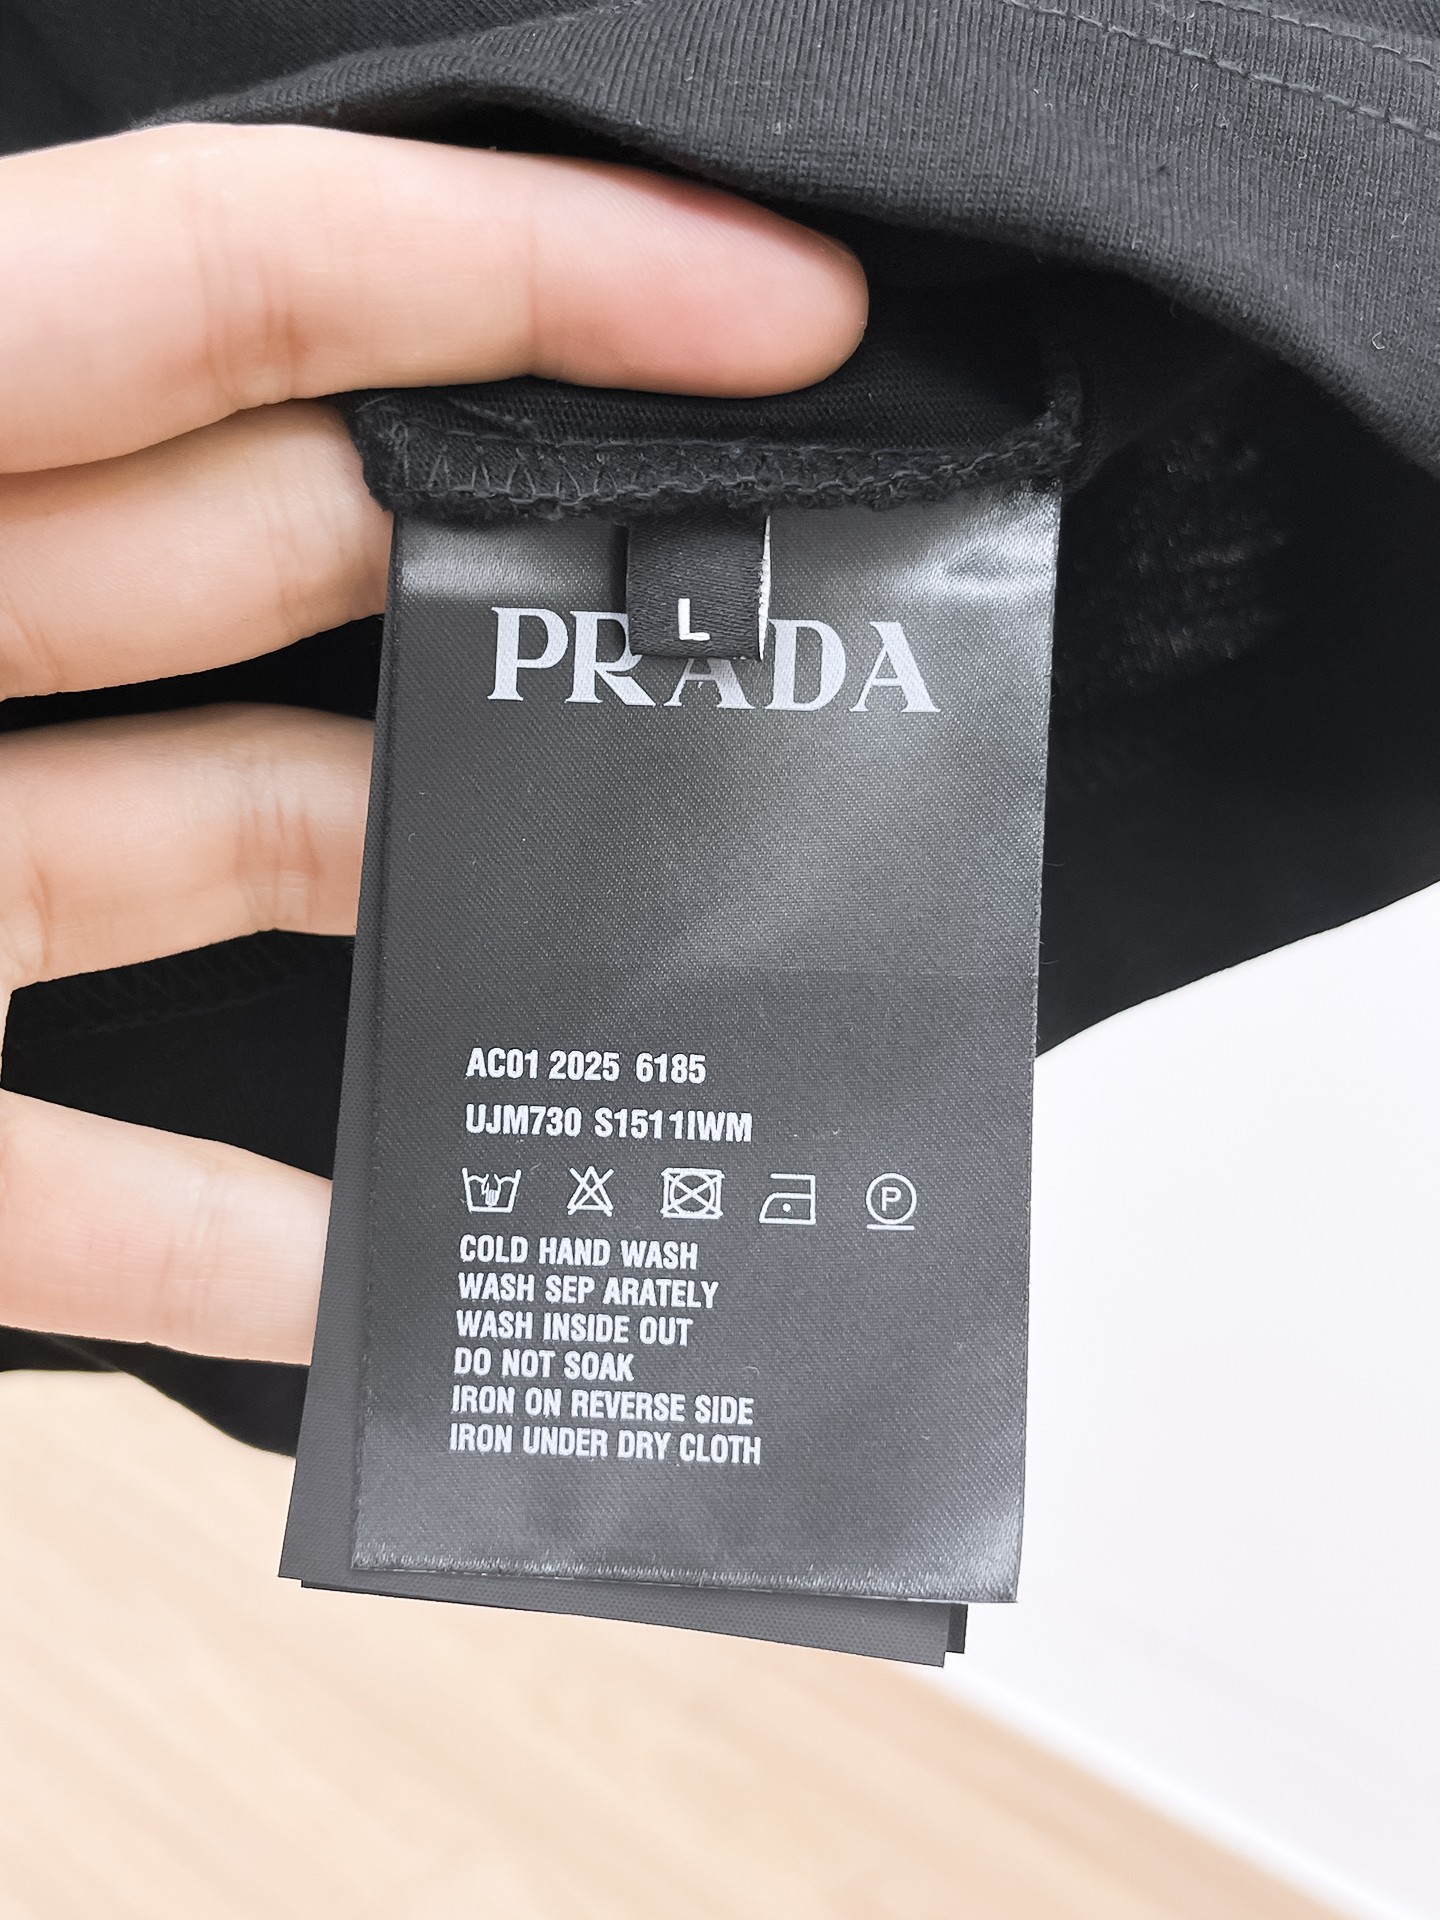 L
PRADA
AC01 2025 6185
UJM730 S1511IWM
P
COLD HAND WASH
WASH SEP ARATELY
WASH INSIDE OUT
DO NOT SOAK
IRON ON REVERSE SIDE
IRON UNDER DRY CLOTH